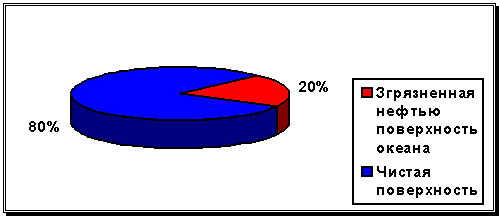 20%
80%
Згрязненная
нефтью
поверхность
океана
Чистая
поверхность